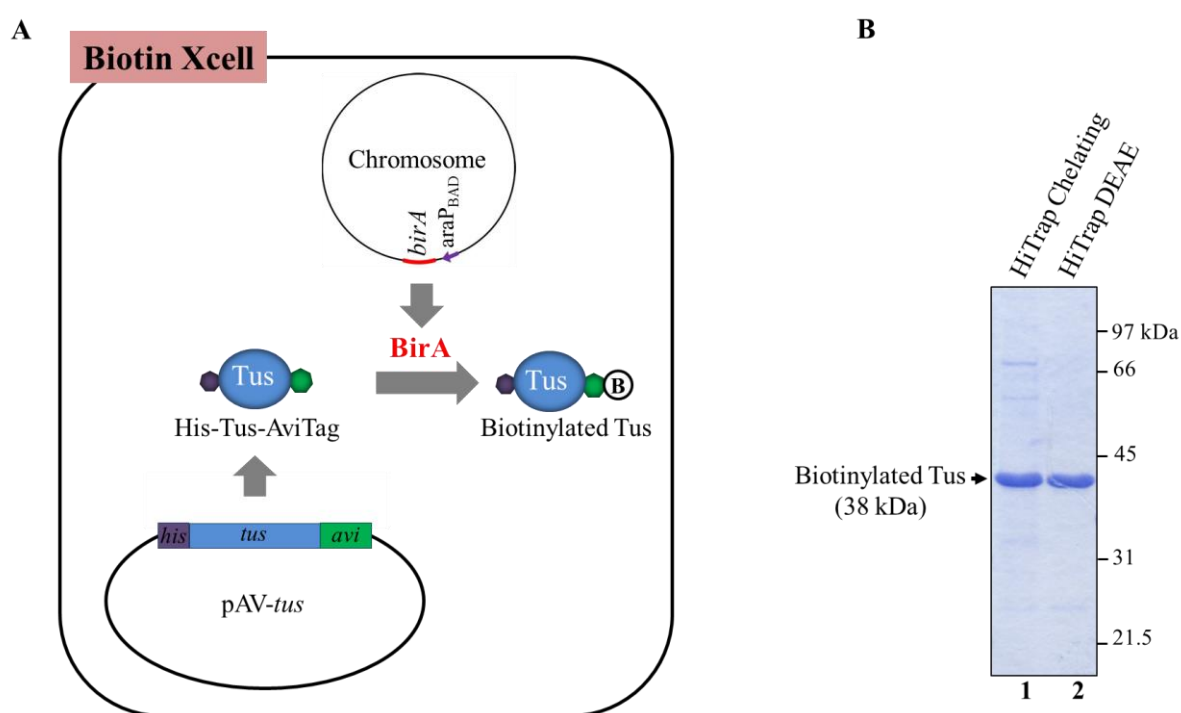 A
Biotin Xcell
Chromosome
birA
araP_BAD
BirA
Tus
His-Tus-AviTag
Tus
B
Biotinylated Tus
his
tus
avi
pAV-tus
B
HiTrap Chelating
HiTrap DEAE
97 kDa
66
45
Biotinylated Tus
(38 kDa)
31
21.5
1
2